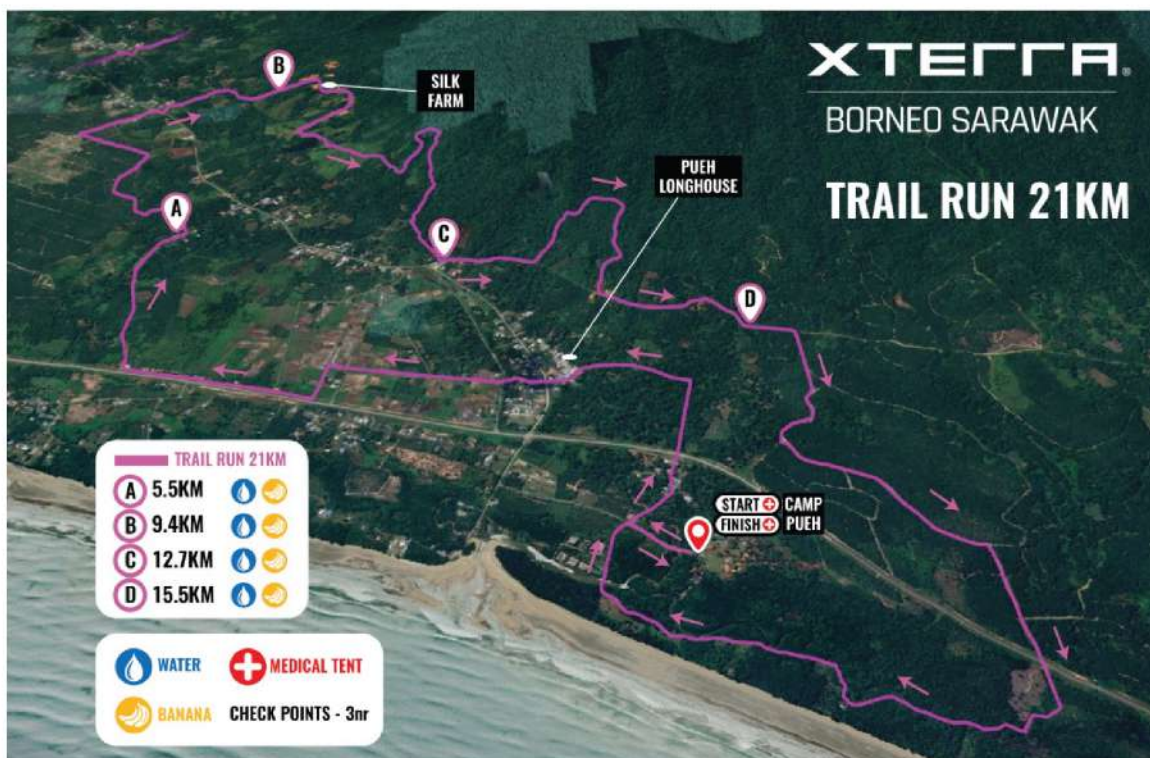 XTERRA®
BORNEO SARAWAK
TRAIL RUN 21KM
B
SILK
FARM
PUEH
LONGHOUSE
A
C
D
START CAMP
FINISH PUEH
TRAIL RUN 21KM
A 5.5KM
B 9.4KM
C 12.7KM
D 15.5KM
WATER MEDICAL TENT
BANANA CHECK POINTS - 3nr